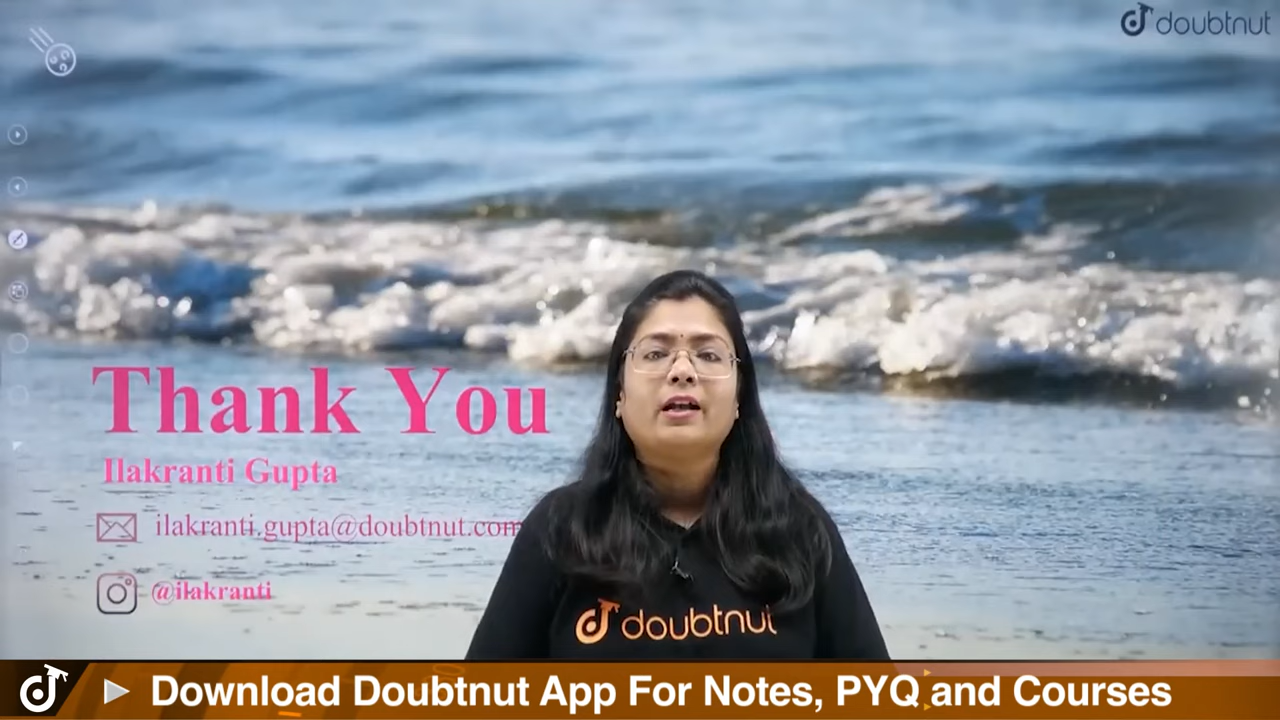 doubtnut
Thank You
Ilakranti Gupta
ilakranti.gupta@doubtnut.com
@ilakranti
doubtnut
Download Doubtnut App For Notes, PYQ and Courses